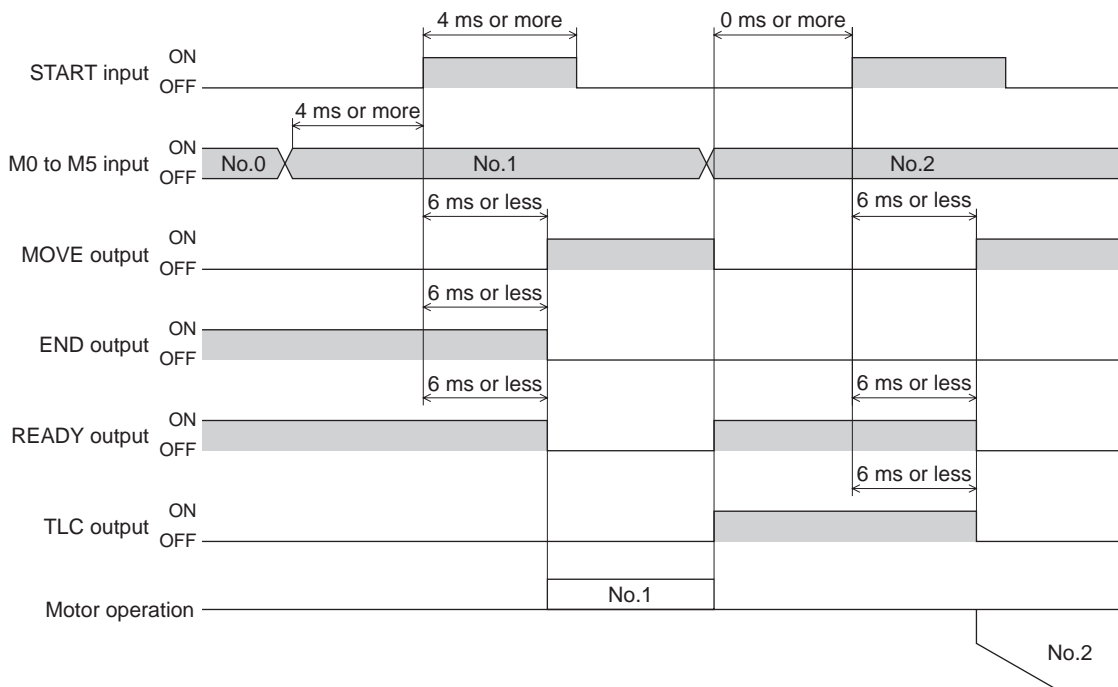 4 ms or more 0 ms or more
START input ON
OFF
4 ms or more
M0 to M5 input ON
OFF
No.0 No.1 No.2
6 ms or less 6 ms or less
MOVE output ON
OFF
6 ms or less
END output ON
OFF
6 ms or less 6 ms or less
READY output ON
OFF
6 ms or less
TLC output ON
OFF
Motor operation No.1
No.2